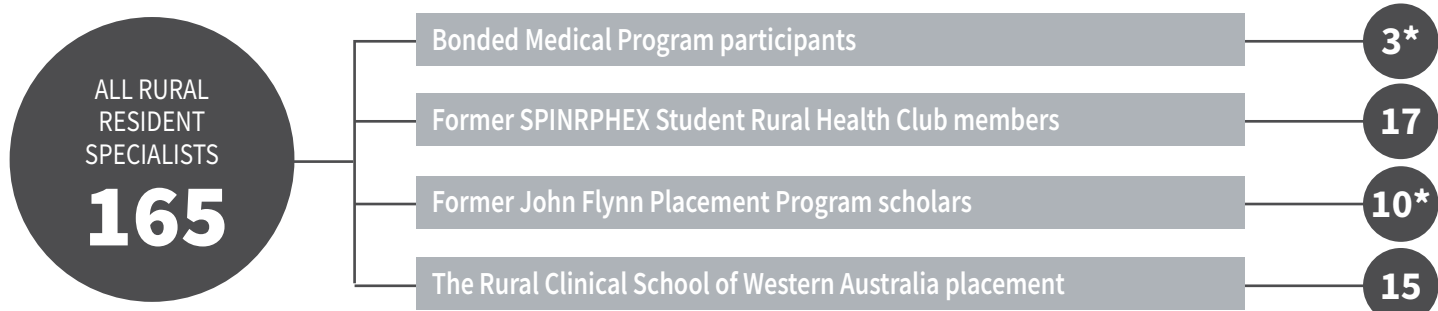 ALL RURAL
RESIDENT
SPECIALISTS
165
Bonded Medical Program participants
3*
Former SPINRPHEX Student Rural Health Club members
17
Former John Flynn Placement Program scholars
10*
The Rural Clinical School of Western Australia placement
15